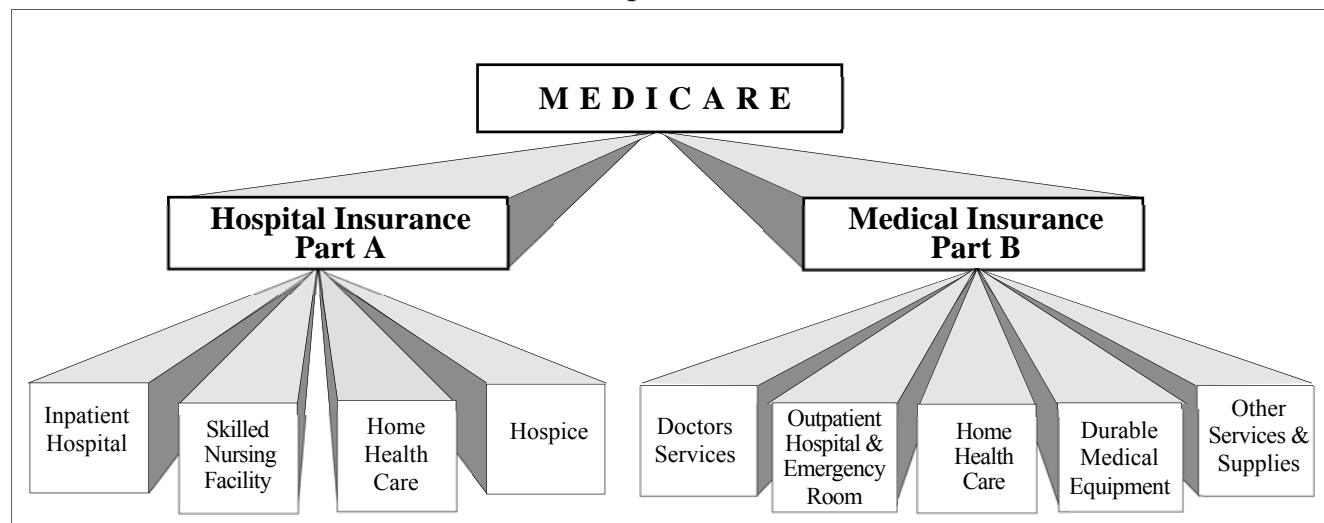 MEDICARE
Hospital Insurance
Part A
Medical Insurance
Part B
Inpatient
Hospital
Skilled
Nursing
Facility
Home
Health
Care
Hospice
Doctors
Services
Outpatient
Hospital &
Emergency
Room
Home
Health
Care
Durable
Medical
Equipment
Other
Services &
Supplies